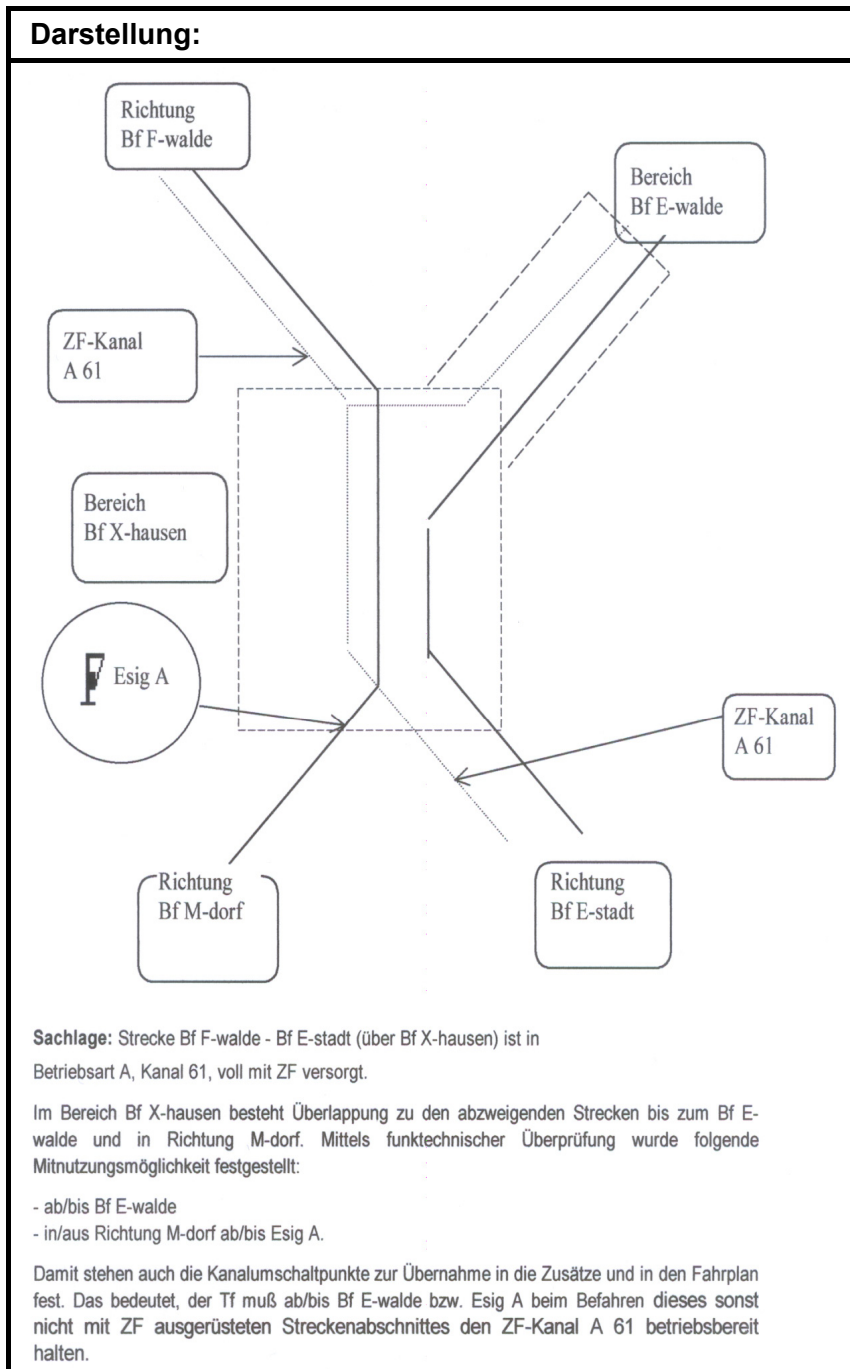 Darstellung:
Richtung
Bf F-walde
Bereich
Bf E-walde
ZF-Kanal
A 61
Bereich
Bf X-hausen
Esig A
ZF-Kanal
A 61
Richtung
Bf M-dorf
Richtung
Bf E-stadt
Sachlage: Strecke Bf F-walde - Bf E-stadt (über Bf X-hausen) ist in
Betriebsart A, Kanal 61, voll mit ZF versorgt.
Im Bereich Bf X-hausen besteht Überlappung zu den abzweigenden Strecken bis zum Bf E-
walde und in Richtung M-dorf. Mittels funktechnischer Überprüfung wurde folgende
Mitnutzungsmöglichkeit festgestellt:
- ab/bis Bf E-walde
- in/aus Richtung M-dorf ab/bis Esig A.
Damit stehen auch die Kanalumschaltpunkte zur Übernahme in die Zusätze und in den Fahrplan
fest. Das bedeutet, der Tf muß ab/bis Bf E-walde bzw. Esig A beim Befahren dieses sonst
nicht mit ZF ausgerüsteten Streckenabschnittes den ZF-Kanal A 61 betriebsbereit
halten.